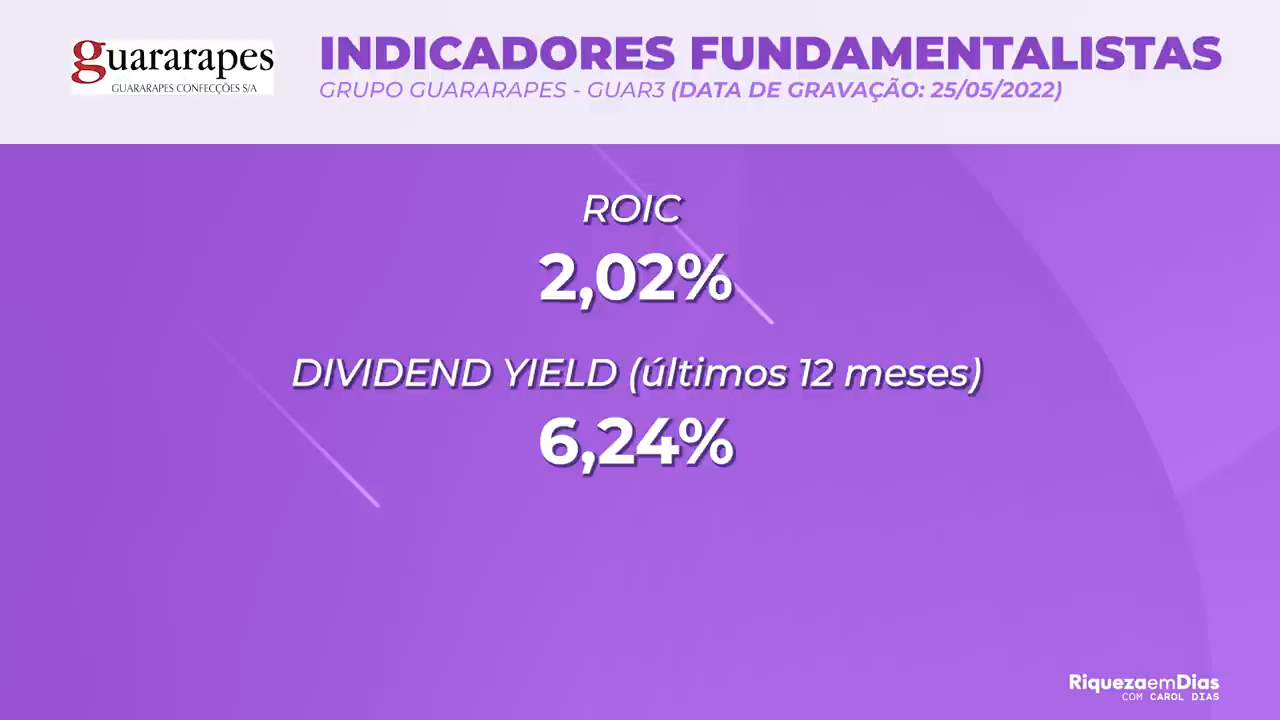 guararapes
GUARARAPES CONFECÇÕES S/A
INDICADORES FUNDAMENTALISTAS
GRUPO GUARARAPES - GUAR3 (DATA DE GRAVAÇÃO: 25/05/2022)
ROIC
2,02%
DIVIDEND YIELD (últimos 12 meses)
6,24%
RiquezaemDias
COM CAROL DIAS